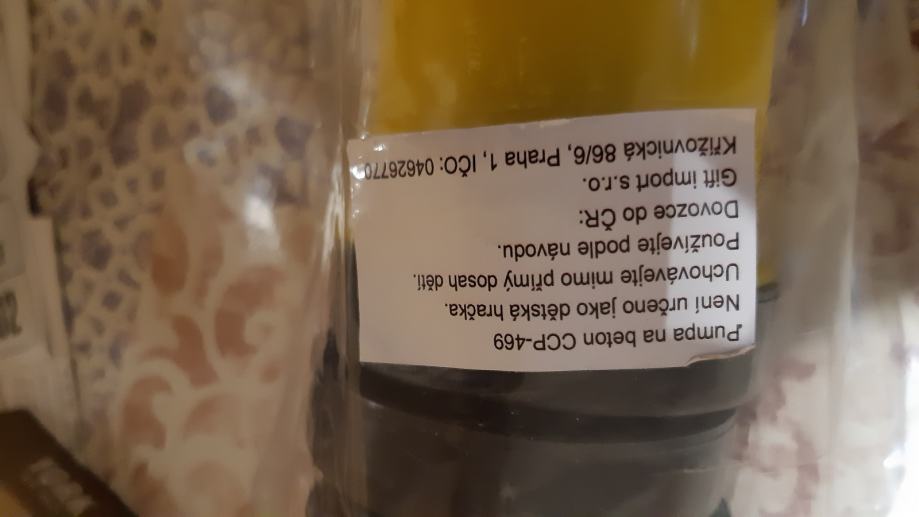 Pumpa na beton CCP-469
Není určeno jako dětská hračka.
Uchovávejte mimo přímý dosah dětí.
Používejte podle návodu.
Dovozce do ČR:
Gift import s.r.o.
Křižovnická 86/6, Praha 1, IČO: 04626770